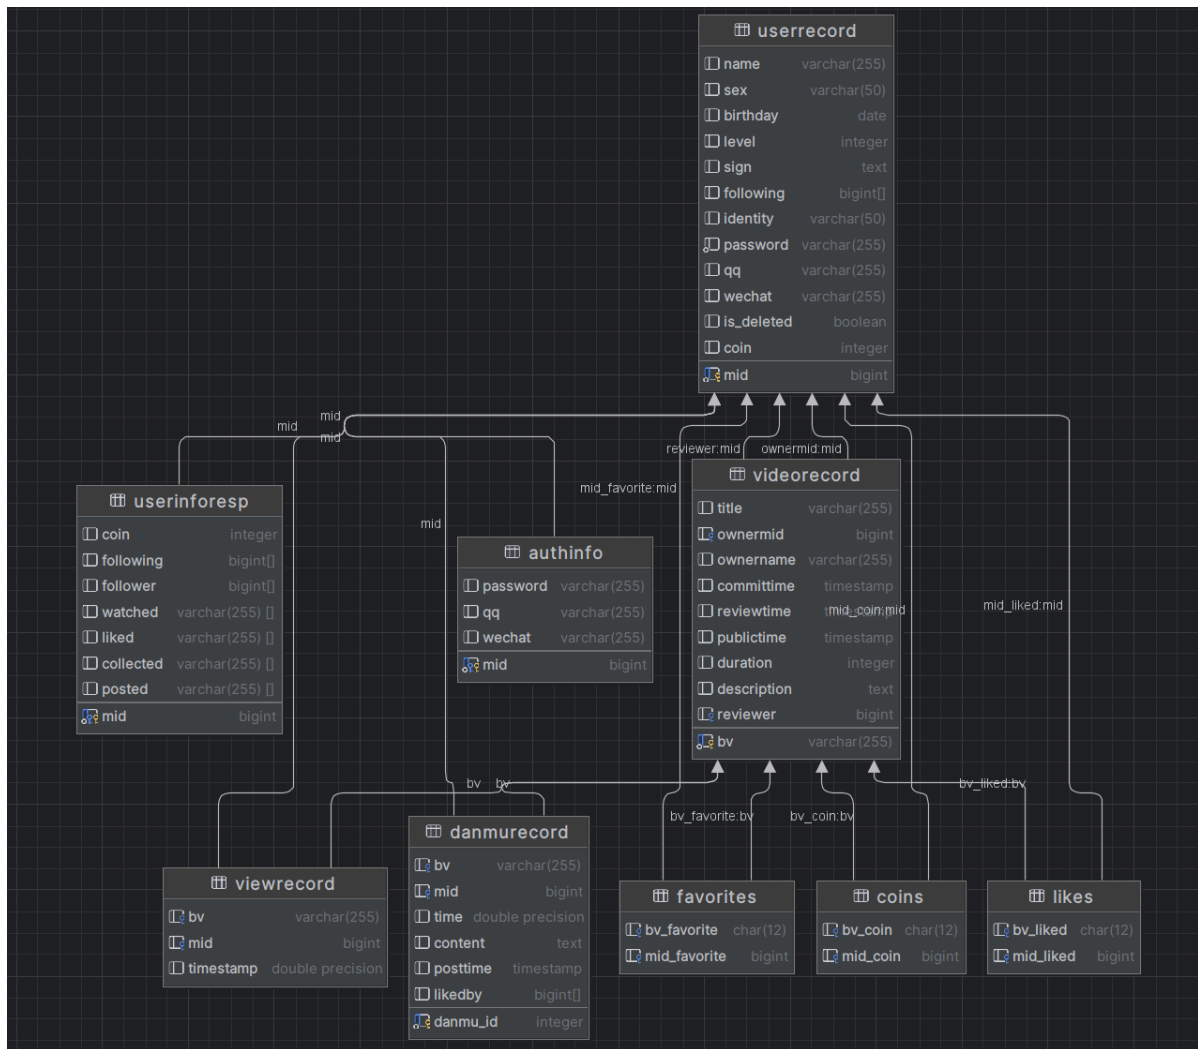 userrecord
name varchar(255)
sex varchar(50)
birthday date
level integer
sign text
following bigint[]
identity varchar(50)
password varchar(255)
qq varchar(255)
wechat varchar(255)
is_deleted boolean
coin integer
mid bigint
mid
mid
mid
mid
reviewer:mid
ownermid:mid
mid_favorite:mid
mid_coin:mid
mid_liked:mid
userinforesp
coin integer
following bigint[]
follower bigint[]
watched varchar(255) []
liked varchar(255) []
collected varchar(255) []
posted varchar(255) []
mid bigint
authinfo
password varchar(255)
qq varchar(255)
wechat varchar(255)
mid bigint
videorecord
title varchar(255)
ownermid bigint
ownername varchar(255)
committime timestamp
reviewtime timestamp
publictime timestamp
duration integer
description text
reviewer bigint
bv varchar(255)
bv
bv
bv_favorite:bv
bv_coin:bv
bv_liked:bv
viewrecord
bv varchar(255)
mid bigint
timestamp double precision
danmurecord
bv varchar(255)
mid bigint
time double precision
content text
posttime timestamp
likedby bigint[]
danmu_id integer
favorites
bv_favorite char(12)
mid_favorite bigint
coins
bv_coin char(12)
mid_coin bigint
likes
bv_liked char(12)
mid_liked bigint